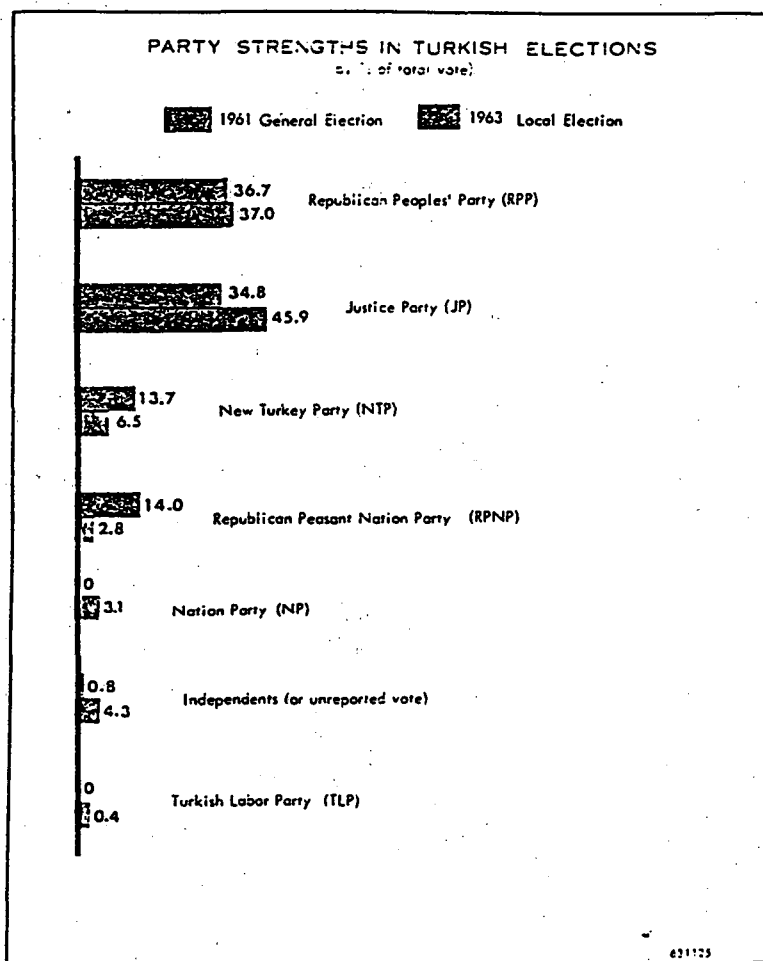 PARTY STRENGTHS IN TURKISH ELECTIONS
of total vote)
1961 General Election 1963 Local Election
36.7
Republican Peoples' Party (RPP)
37.0
34.8
Justice Party (JP)
45.9
13.7
New Turkey Party (NTP)
6.5
14.0
Republican Peasant Nation Party (RPNP)
2.8
0
3.1
Nation Party (NP)
0.8
Independents (or unreported vote)
4.3
0
Turkish Labor Party (TLP)
0.4